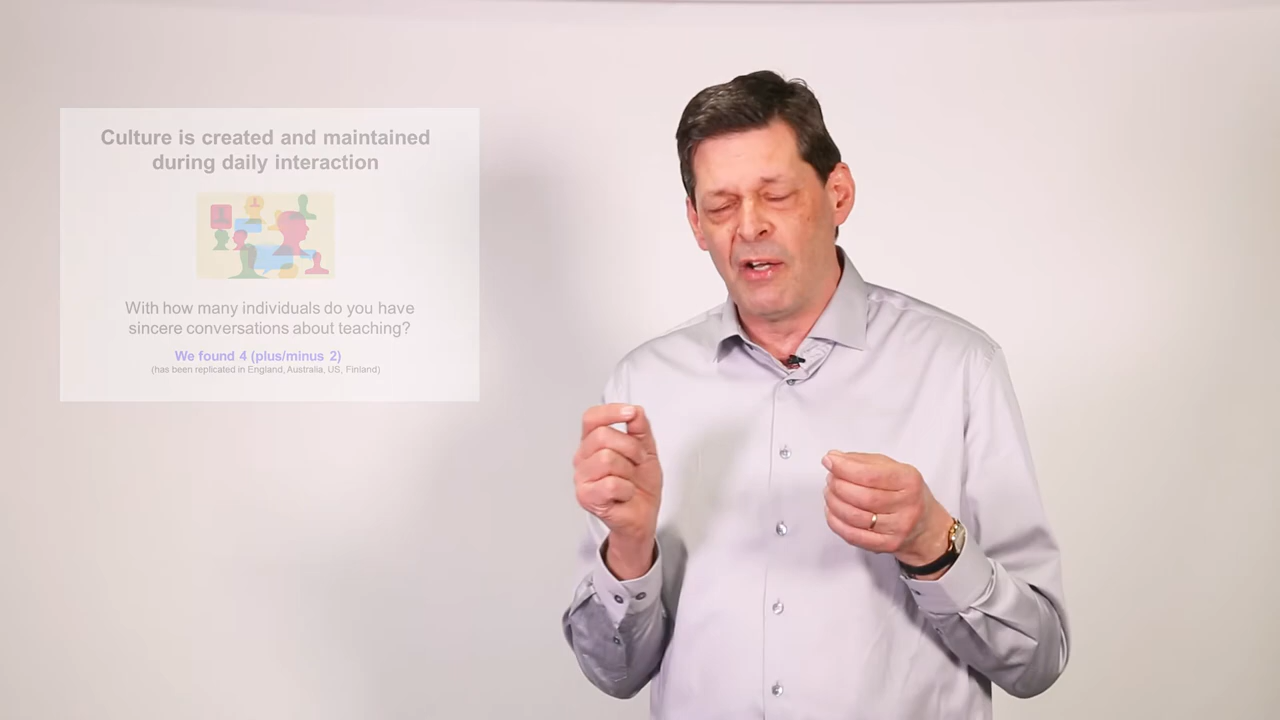 Culture is created and maintained
during daily interaction
With how many individuals do you have
sincere conversations about teaching?
We found 4 (plus/minus 2)
(has been replicated in England, Australia, US, Finland)